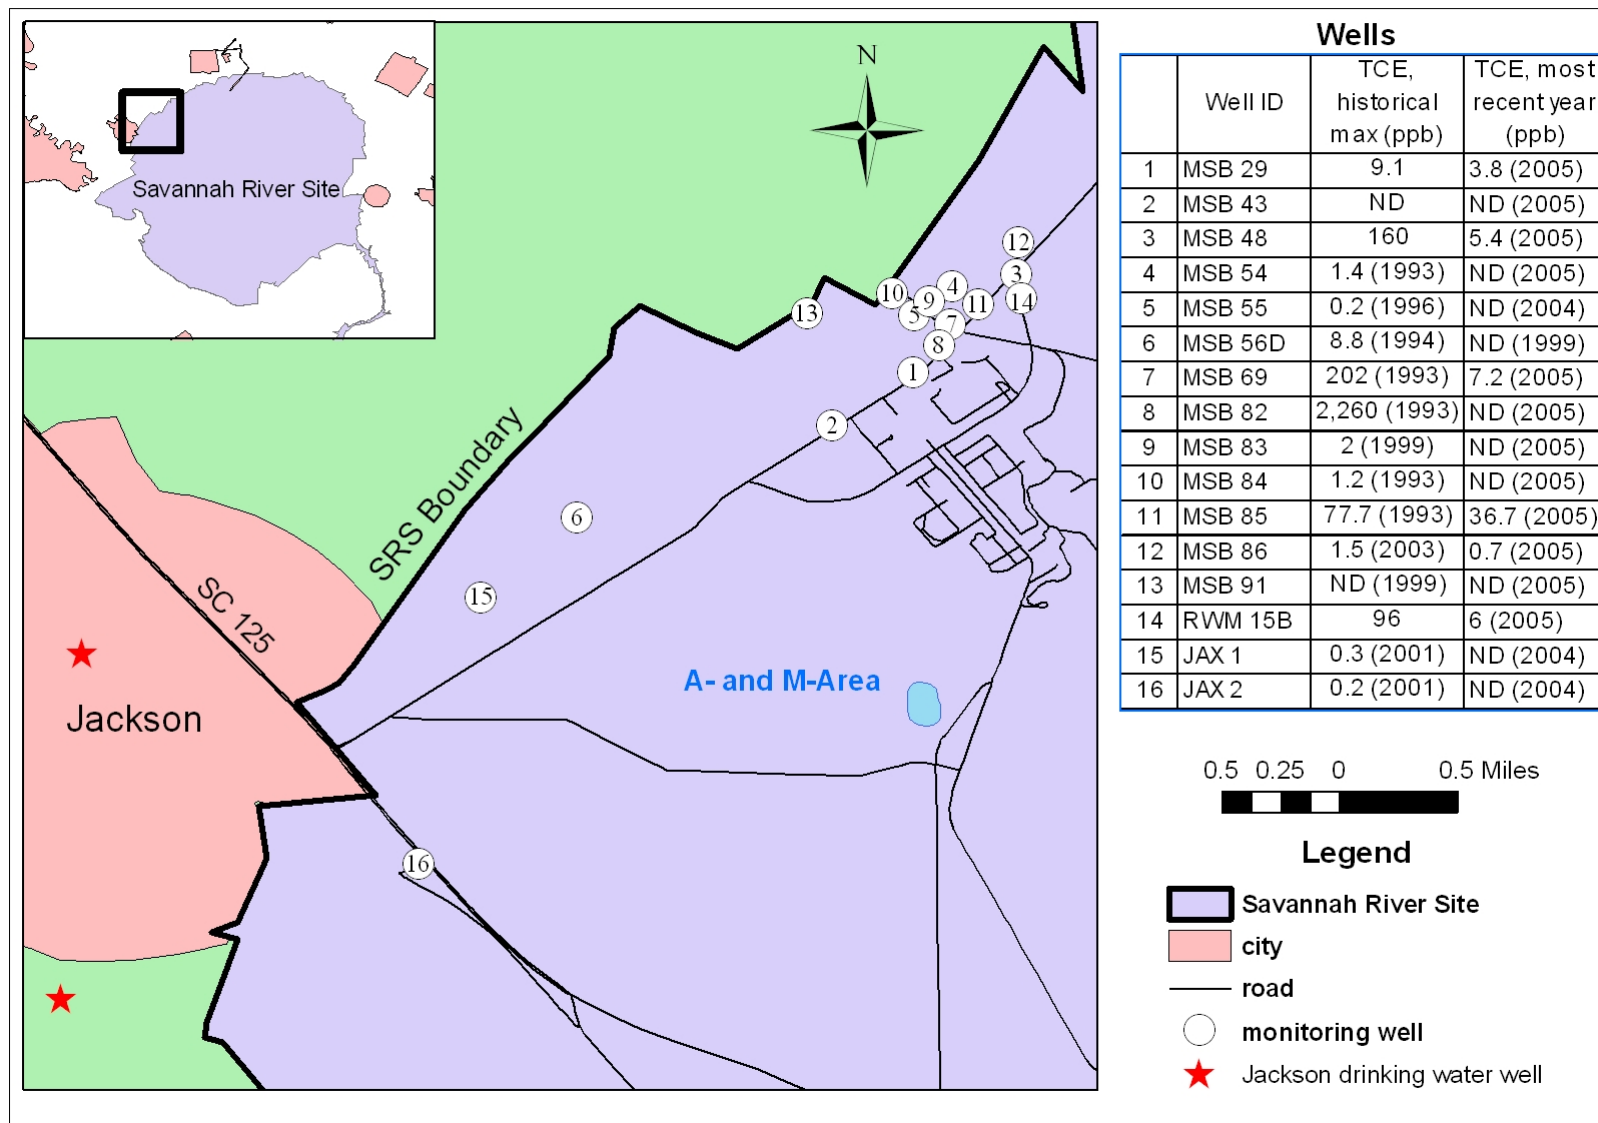 Savannah River Site
N
12
3
14
4
10
9
11
5
7
13
8
1
2
6
15
16
SRS Boundary
SC 125
Jackson
A- and M-Area
Wells
Well ID TCE, historical max (ppb) TCE, most recent year (ppb)
1 MSB 29 9.1 3.8 (2005)
2 MSB 43 ND ND (2005)
3 MSB 48 160 5.4 (2005)
4 MSB 54 1.4 (1993) ND (2005)
5 MSB 55 0.2 (1996) ND (2004)
6 MSB 56D 8.8 (1994) ND (1999)
7 MSB 69 202 (1993) 7.2 (2005)
8 MSB 82 2,260 (1993) ND (2005)
9 MSB 83 2 (1999) ND (2005)
10 MSB 84 1.2 (1993) ND (2005)
11 MSB 85 77.7 (1993) 36.7 (2005)
12 MSB 86 1.5 (2003) 0.7 (2005)
13 MSB 91 ND (1999) ND (2005)
14 RWM 15B 96 6 (2005)
15 JAX 1 0.3 (2001) ND (2004)
16 JAX 2 0.2 (2001) ND (2004)
0.5 0.25 0 0.5 Miles
Legend
Savannah River Site
city
road
monitoring well
Jackson drinking water well